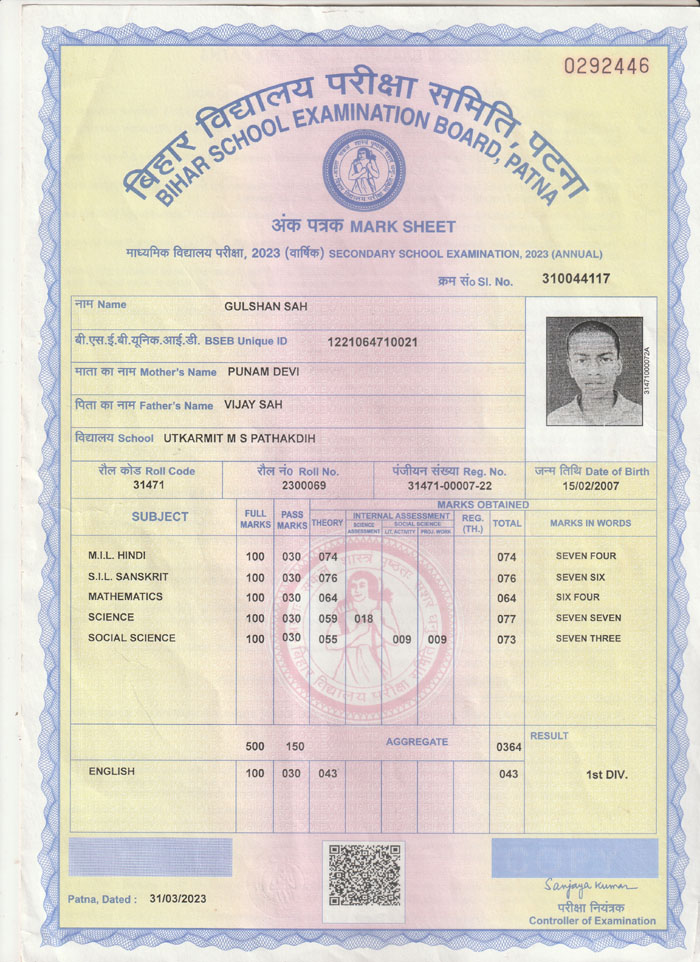 0292446
बिहार विद्यालय परीक्षा समिति, पटना
BIHAR SCHOOL EXAMINATION BOARD, PATNA
अंक पत्रक MARK SHEET
माध्यमिक विद्यालय परीक्षा, 2023 (वार्षिक) SECONDARY SCHOOL EXAMINATION, 2023 (ANNUAL)
क्रम सं० Sl. No. 310044117
नाम Name GULSHAN SAH
बी.एस.ई.बी.यूनिक.आई.डी. BSEB Unique ID 1221064710021
माता का नाम Mother's Name PUNAM DEVI
पिता का नाम Father's Name VIJAY SAH
विद्यालय School UTKARMIT M S PATHAKDIH
31471000072A
रौल कोड Roll Code रौल नं० Roll No. पंजीयन संख्या Reg. No. जन्म तिथि Date of Birth
31471 2300069 31471-00007-22 15/02/2007
SUBJECT FULL MARKS PASS MARKS MARKS OBTAINED
THEORY INTERNAL ASSESSMENT REG. (TH.) TOTAL MARKS IN WORDS
SCIENCE ASSESSMENT SOCIAL SCIENCE
LIT. ACTIVITY PROJ. WORK
M.I.L. HINDI 100 030 074 074 SEVEN FOUR
S.I.L. SANSKRIT 100 030 076 076 SEVEN SIX
MATHEMATICS 100 030 064 064 SIX FOUR
SCIENCE 100 030 059 018 077 SEVEN SEVEN
SOCIAL SCIENCE 100 030 055 009 009 073 SEVEN THREE
बिहार विद्यालय परीक्षा समिति
500 150 AGGREGATE 0364 RESULT
ENGLISH 100 030 043 043 1st DIV.
Patna, Dated : 31/03/2023
Sanjaya Kumar
परीक्षा नियंत्रक
Controller of Examination